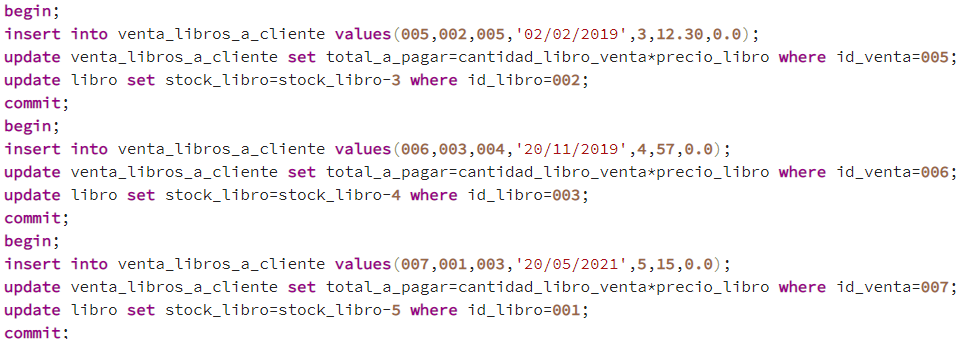 begin;
insert into venta_libros_a_cliente values(005,002,005,'02/02/2019',3,12.30,0.0);
update venta_libros_a_cliente set total_a_pagar=cantidad_libro_venta*precio_libro where id_venta=005;
update libro set stock_libro=stock_libro-3 where id_libro=002;
commit;
begin;
insert into venta_libros_a_cliente values(006,003,004,'20/11/2019',4,57,0.0);
update venta_libros_a_cliente set total_a_pagar=cantidad_libro_venta*precio_libro where id_venta=006;
update libro set stock_libro=stock_libro-4 where id_libro=003;
commit;
begin;
insert into venta_libros_a_cliente values(007,001,003,'20/05/2021',5,15,0.0);
update venta_libros_a_cliente set total_a_pagar=cantidad_libro_venta*precio_libro where id_venta=007;
update libro set stock_libro=stock_libro-5 where id_libro=001;
commit;